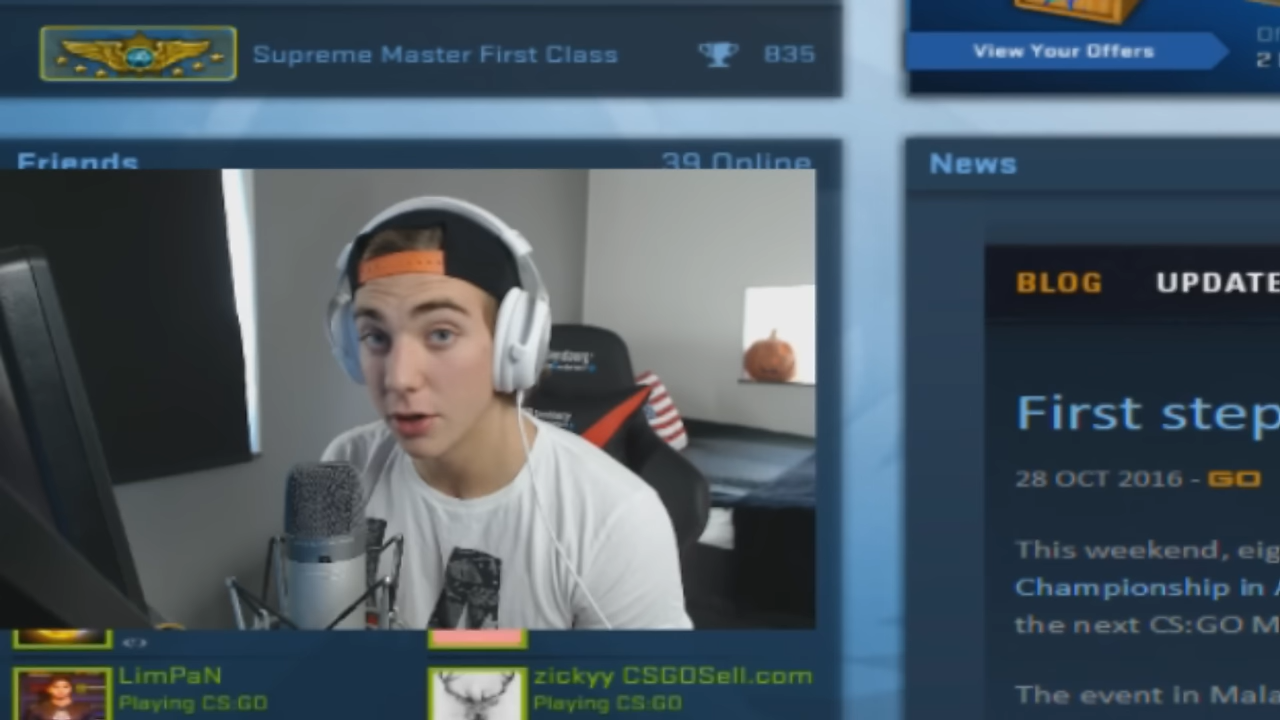 Supreme Master First Class
835
View Your Offers
Friends
39 Online
News
BLOG
UPDATE
First step
28 OCT 2016 - GO
This weekend, eig
Championship in
the next CS:GO M
The event in Mala
LimPaN
Playing CS:GO
zickyy CSGOSell.com
Playing CS:GO